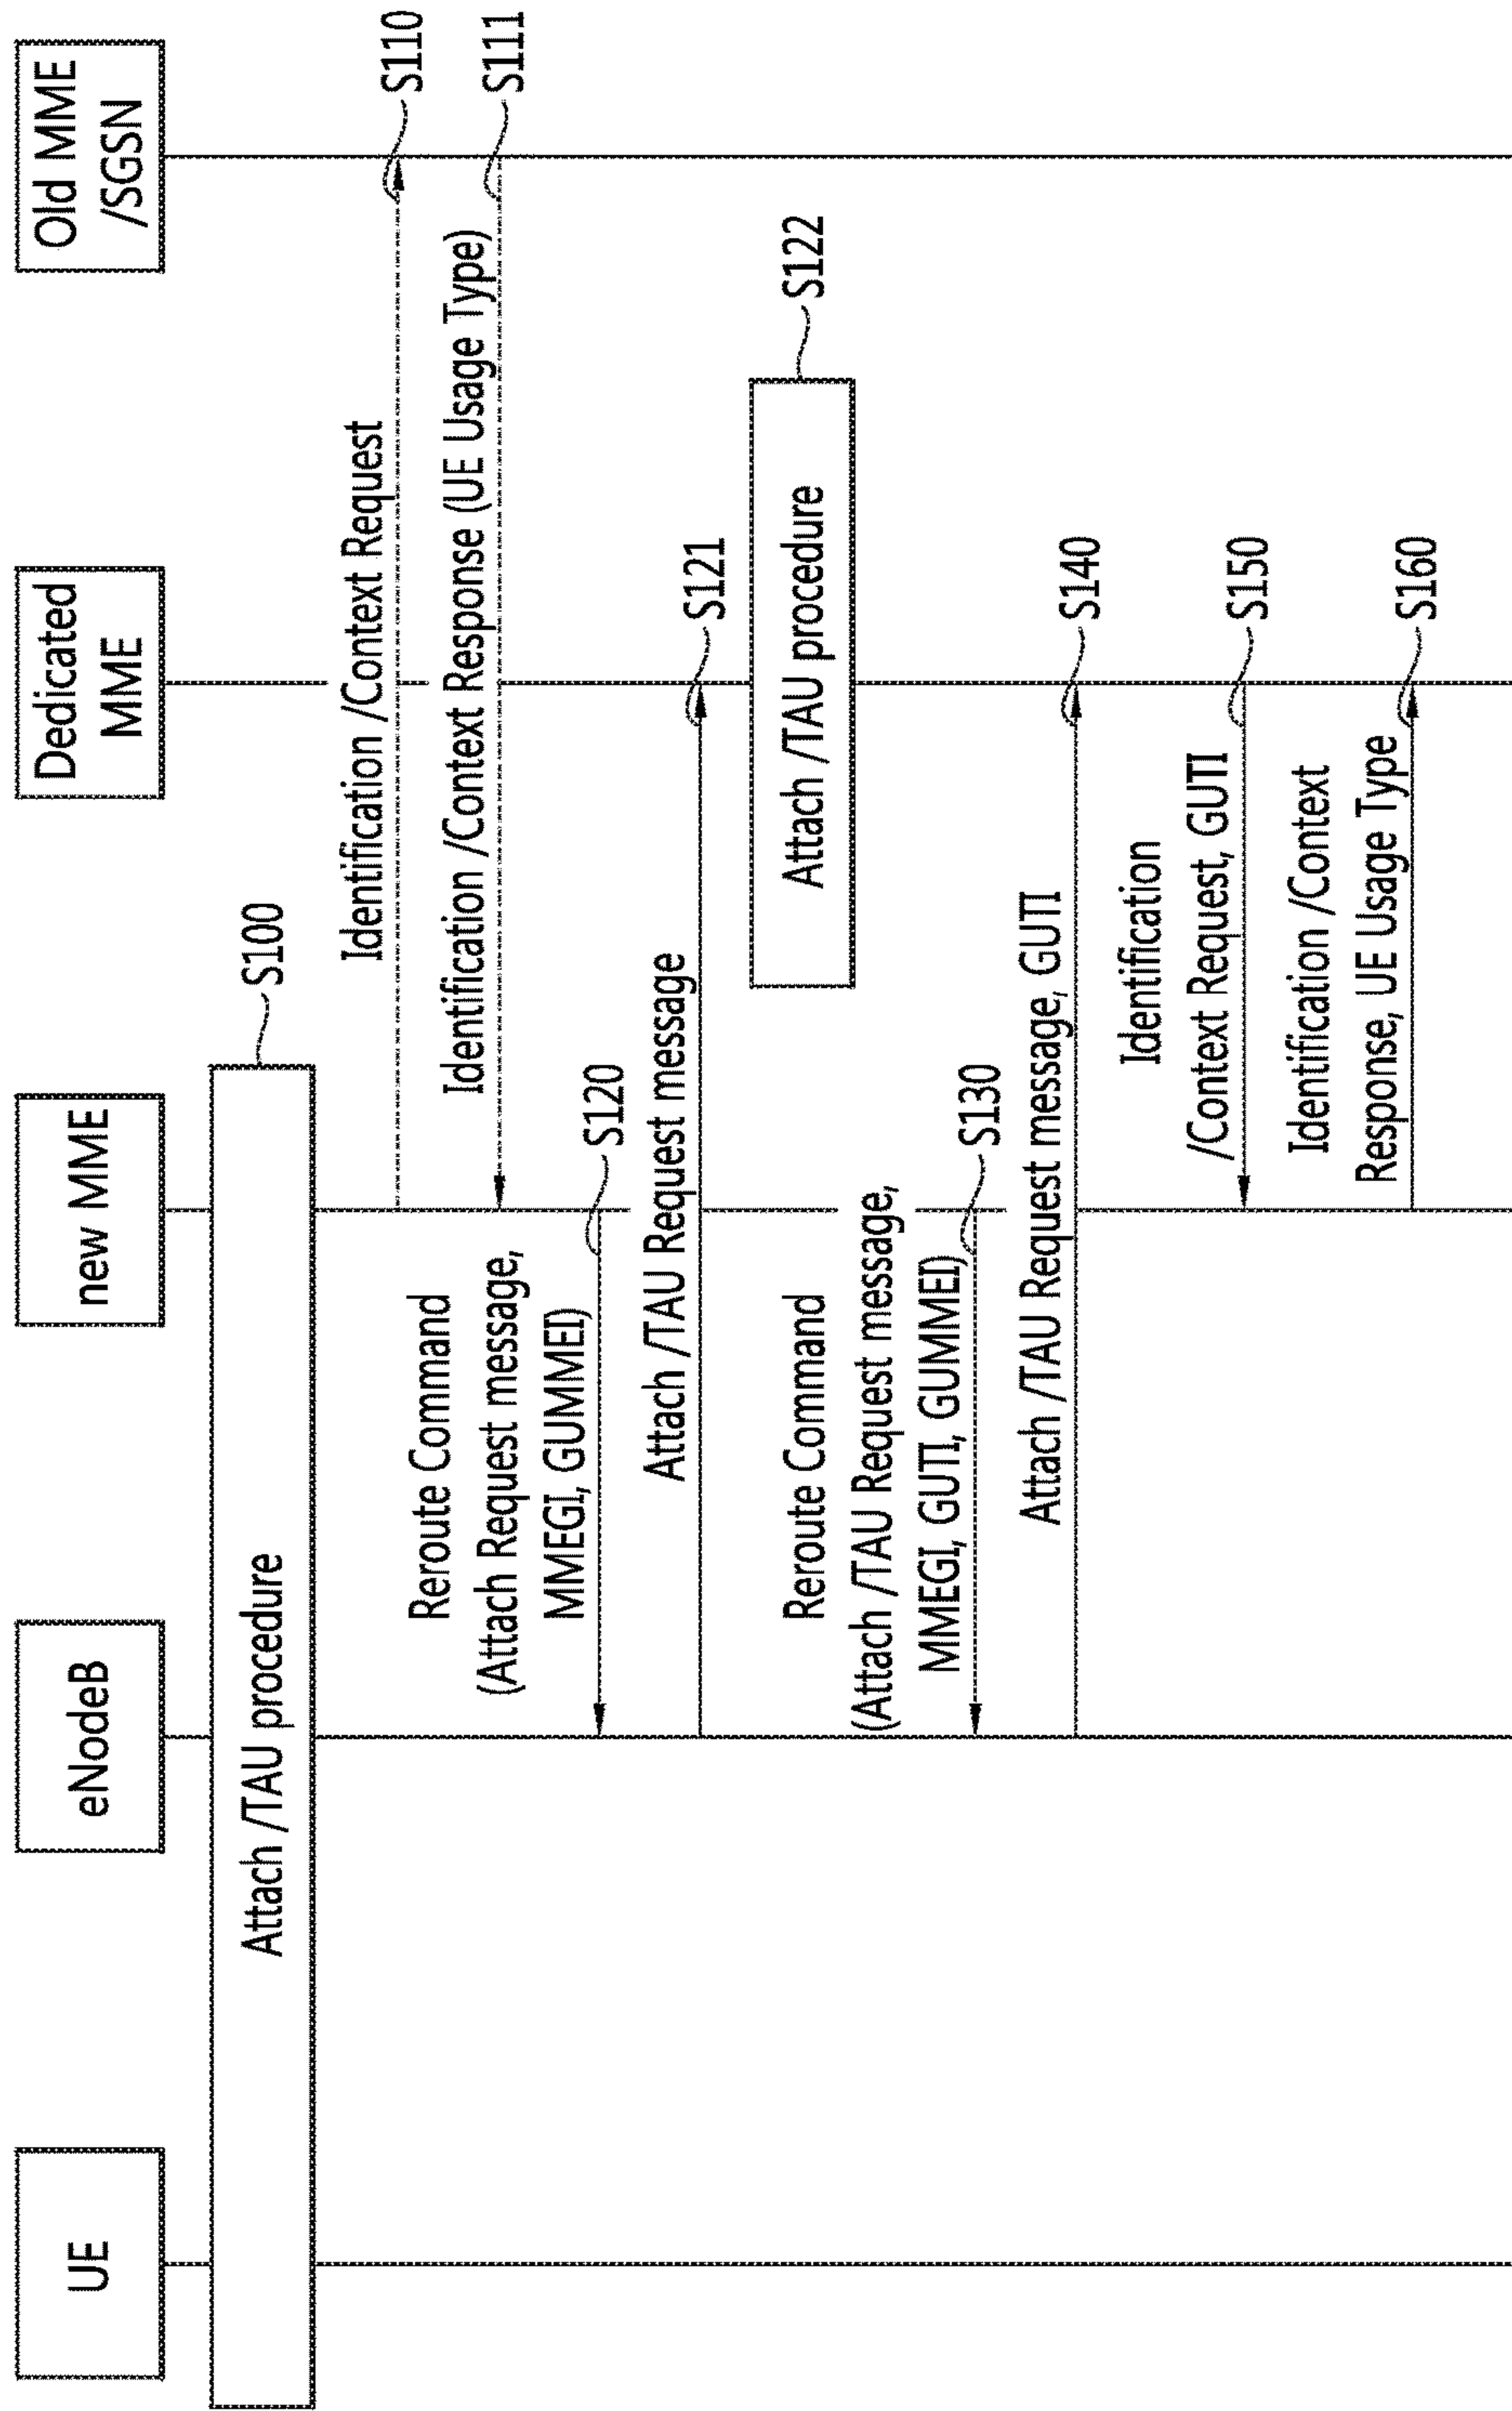 UE
eNodeB
new MME
Dedicated
MME
Old MME
/SGSN
Attach /TAU procedure
S100
Identification /Context Request
S110
Identification /Context Response (UE Usage Type)
S111
Reroute Command
(Attach Request message,
MMEGI, GUMMEI)
S120
Attach /TAU Request message
S121
Attach /TAU procedure
S122
Reroute Command
(Attach /TAU Request message,
MMEGI, GUTI, GUMMEI)
S130
Attach /TAU Request message, GUTI
S140
Identification
/Context Request, GUTI
S150
Identification /Context
Response, UE Usage Type
S160